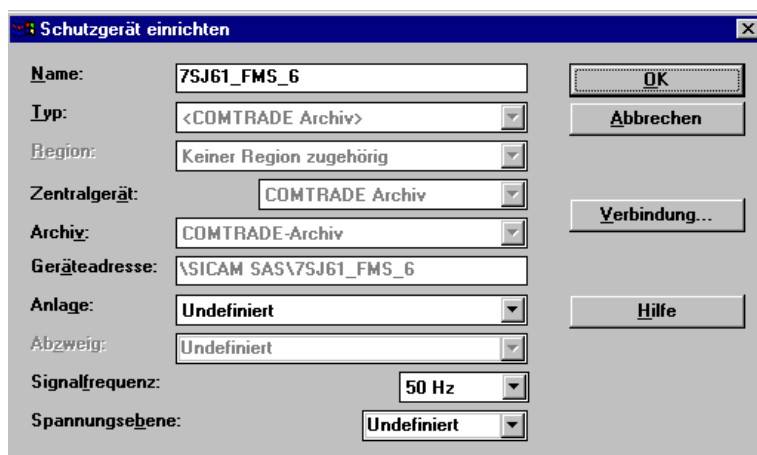 Schutzgerät einrichten
Name: 7SJ61_FMS_6
OK
Typ: <COMTRADE Archiv>
Abbrechen
Region: Keiner Region zugehörig
Zentralgerät: COMTRADE Archiv
Verbindung...
Archiv: COMTRADE-Archiv
Geräteadresse: \SICAM SAS\7SJ61_FMS_6
Anlage: Undefiniert
Hilfe
Abzweig: Undefiniert
Signalfrequenz: 50 Hz
Spannungsebene: Undefiniert